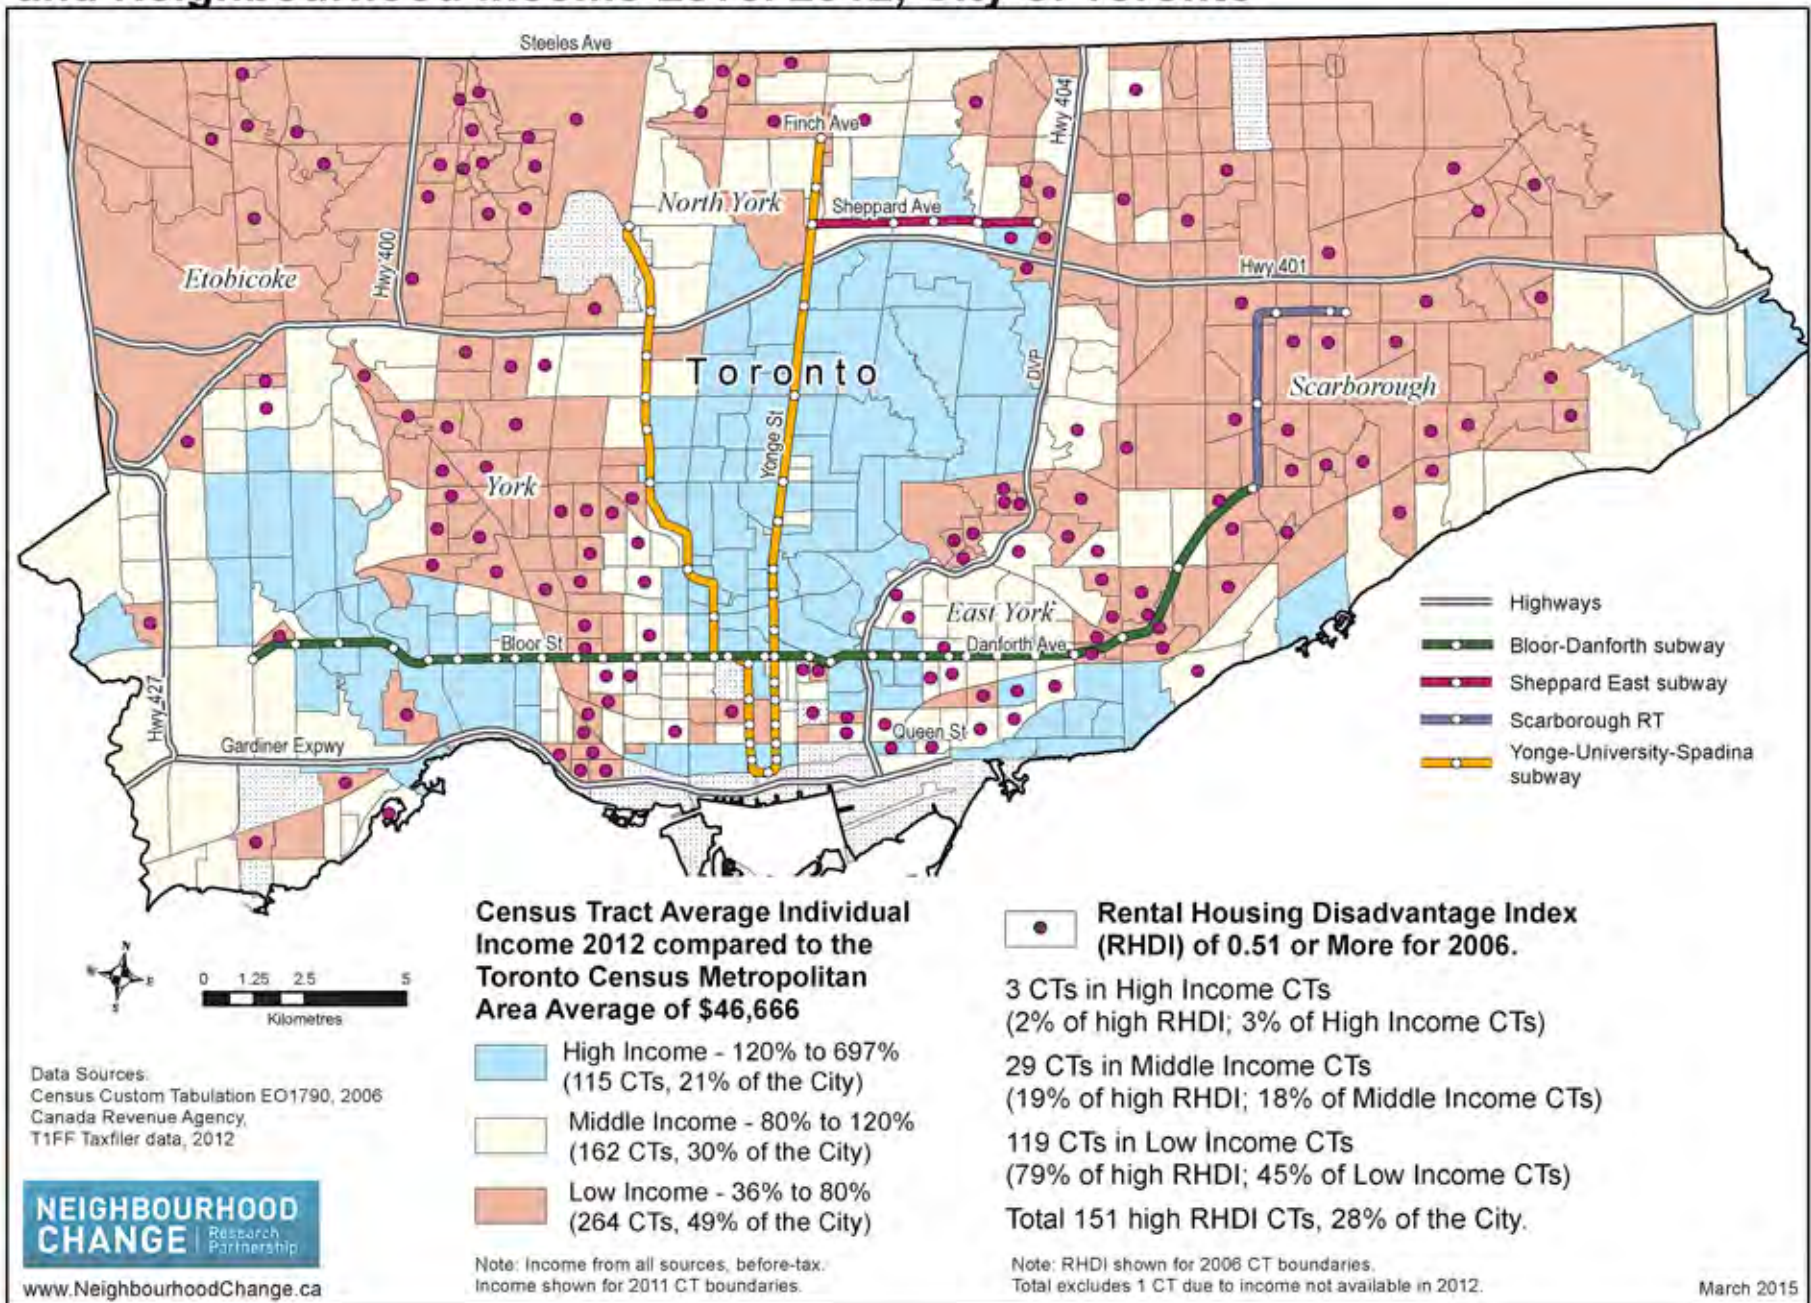 and Neighbourhood Income 2013/2012, City of Toronto
Steeles Ave
Hwy 404
Finch Ave
North York
Sheppard Ave
Hwy 400
Etobicoke
Hwy 401
Toronto
DVP
Scarborough
Yonge St
York
East York
Bloor St
Danforth Ave
Hwy 427
Gardiner Expwy
Queen St
Highways
Bloor-Danforth subway
Sheppard East subway
Scarborough RT
Yonge-University-Spadina
subway
N
W
E
S
0 1.25 2.5 5
Kilometres
Census Tract Average Individual
Income 2012 compared to the
Toronto Census Metropolitan
Area Average of $46,666
High Income - 120% to 697%
(115 CTs, 21% of the City)
Middle Income - 80% to 120%
(162 CTs, 30% of the City)
Low Income - 36% to 80%
(264 CTs, 49% of the City)
Note: Income from all sources, before-tax.
Income shown for 2011 CT boundaries.
Rental Housing Disadvantage Index
(RHDI) of 0.51 or More for 2006.
3 CTs in High Income CTs
(2% of high RHDI; 3% of High Income CTs)
29 CTs in Middle Income CTs
(19% of high RHDI; 18% of Middle Income CTs)
119 CTs in Low Income CTs
(79% of high RHDI; 45% of Low Income CTs)
Total 151 high RHDI CTs, 28% of the City.
Note: RHDI shown for 2006 CT boundaries.
Total excludes 1 CT due to income not available in 2012.
Data Sources:
Census Custom Tabulation EO1790, 2006
Canada Revenue Agency,
T1FF Taxfiler data, 2012
NEIGHBOURHOOD
CHANGE Research
Partnership
www.NeighbourhoodChange.ca
March 2015